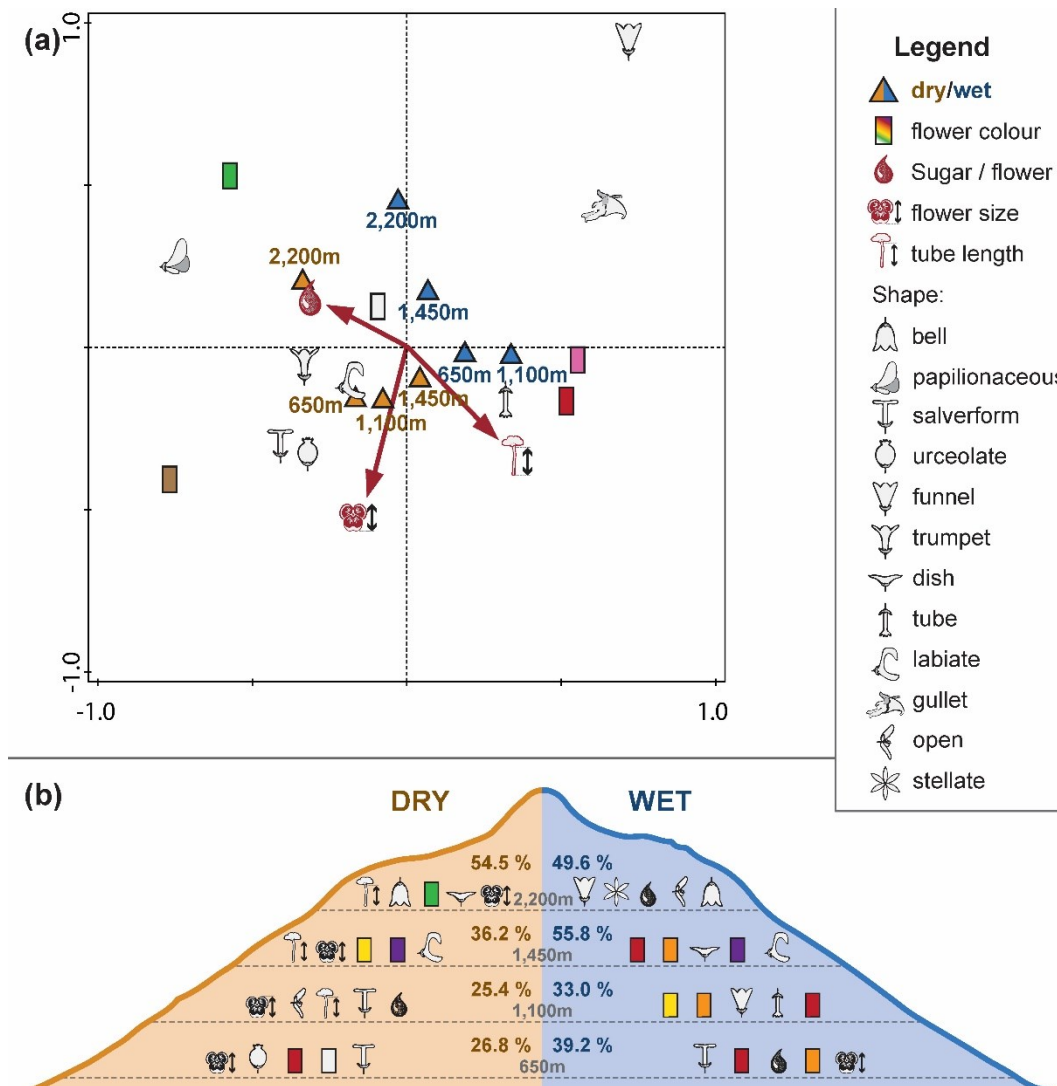 (a)
1.0
-1.0
-1.0
1.0
2,200m
2,200m
1,450m
650m
1,100m
1,450m
650m
1,100m
Legend
dry/wet
flower colour
Sugar / flower
flower size
tube length
Shape:
bell
papilionaceous
salverform
urceolate
funnel
trumpet
dish
tube
labiate
gullet
open
stellate
(b)
DRY WET
54.5 % 49.6 %
2,200m
36.2 % 55.8 %
1,450m
25.4 % 33.0 %
1,100m
26.8 % 39.2 %
650m